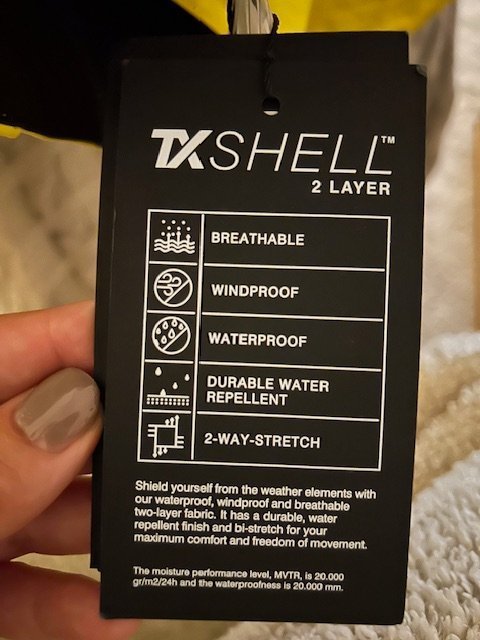 TXSHELL™
2 LAYER
BREATHABLE
WINDPROOF
WATERPROOF
DURABLE WATER
REPELLENT
2-WAY-STRETCH
Shield yourself from the weather elements with
our waterproof, windproof and breathable
two-layer fabric. It has a durable, water
repellent finish and bi-stretch for your
maximum comfort and freedom of movement.
The moisture performance level, MVTR, is 20.000
gr/m2/24h and the waterproofness is 20.000 mm.